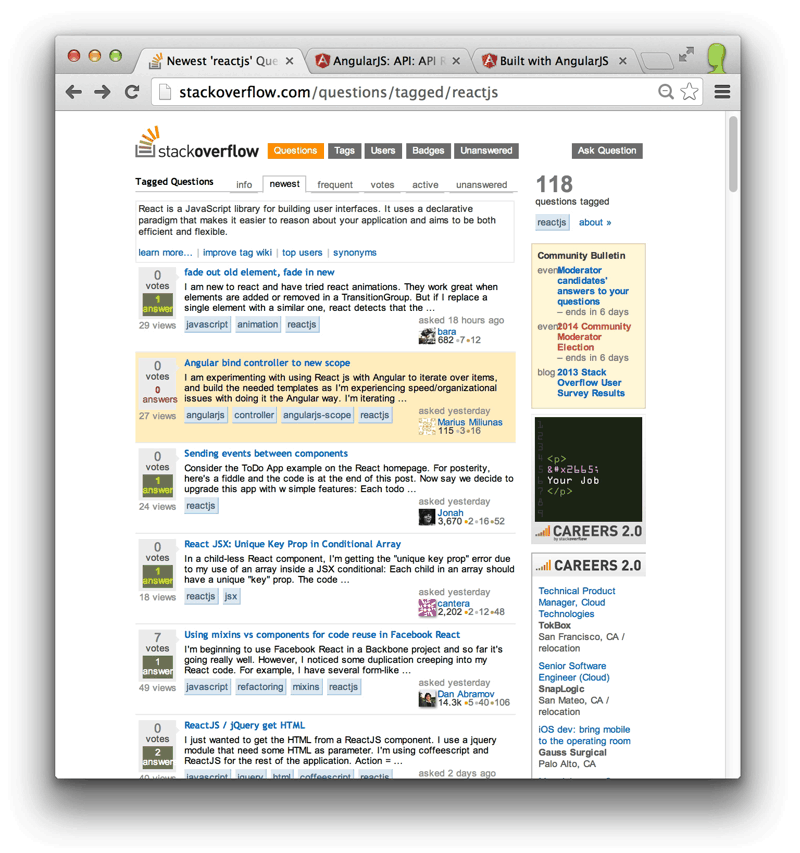 Newest 'reactjs' Que
AngularJS: API: API R
Built with AngularJS
stackoverflow.com/questions/tagged/reactjs
stackoverflow
Questions
Tags
Users
Badges
Unanswered
Ask Question
Tagged Questions
info
newest
frequent
votes
active
unanswered
React is a JavaScript library for building user interfaces. It uses a declarative
paradigm that makes it easier to reason about your application and aims to be both
efficient and flexible.
learn more... | improve tag wiki | top users | synonyms
0
votes
1
answer
29 views
fade out old element, fade in new
I am new to react and have tried react animations. They work great when
elements are added or removed in a TransitionGroup. But if I replace a
single element with a similar one, react detects that the ...
javascript animation reactjs
asked 18 hours ago
bara
682 7 12
0
votes
0
answers
27 views
Angular bind controller to new scope
I am experimenting with using React js with Angular to iterate over items,
and build the needed templates as I'm experiencing speed/organizational
issues with doing it the Angular way. I'm iterating ...
angularjs controller angularjs-scope reactjs
asked yesterday
Marius Miliunas
115 3 16
0
votes
1
answer
24 views
Sending events between components
Consider the ToDo App example on the React homepage. For posterity,
here's a fiddle and the code is at the end of this post. Now say we decide to
upgrade this app with w simple features: Each todo ...
reactjs
asked yesterday
Jonah
3,670 2 16 52
0
votes
1
answer
18 views
React JSX: Unique Key Prop in Conditional Array
In a child-less React component, I'm getting the "unique key prop" error due
to my use of an array inside a JSX conditional: Each child in an array should
have a unique "key" prop. The code ...
reactjs jsx
asked yesterday
cantera
2,202 2 12 48
7
votes
1
answer
49 views
Using mixins vs components for code reuse in Facebook React
I'm beginning to use Facebook React in a Backbone project and so far it's
going really well. However, I noticed some duplication creeping into my
React code. For example, I have several form-like ...
javascript refactoring mixins reactjs
asked yesterday
Dan Abramov
14.3k 5 40 106
0
votes
2
answer
49 views
ReactJS / jQuery get HTML
I just wanted to get the HTML from a ReactJS component. I use a jquery
module that need some HTML as parameter. I'm using coffeescript and
ReactJS for the rest of the application. Action = ...
javascript jquery html coffeescript reactjs
asked 2 days ago
118
questions tagged
reactjs about »
Community Bulletin
event Moderator
candidates'
answers to your
questions
– ends in 6 days
event 2014 Community
Moderator
Election
– ends in 6 days
blog 2013 Stack
Overflow User
Survey Results
1
2
3
4 <p>
5 &#x2665;
6 Your Job
7 </p>
8
9
CAREERS 2.0
by stackoverflow
CAREERS 2.0
Technical Product
Manager, Cloud
Technologies
TokBox
San Francisco, CA /
relocation
Senior Software
Engineer (Cloud)
SnapLogic
San Mateo, CA /
relocation
iOS dev: bring mobile
to the operating room
Gauss Surgical
Palo Alto, CA